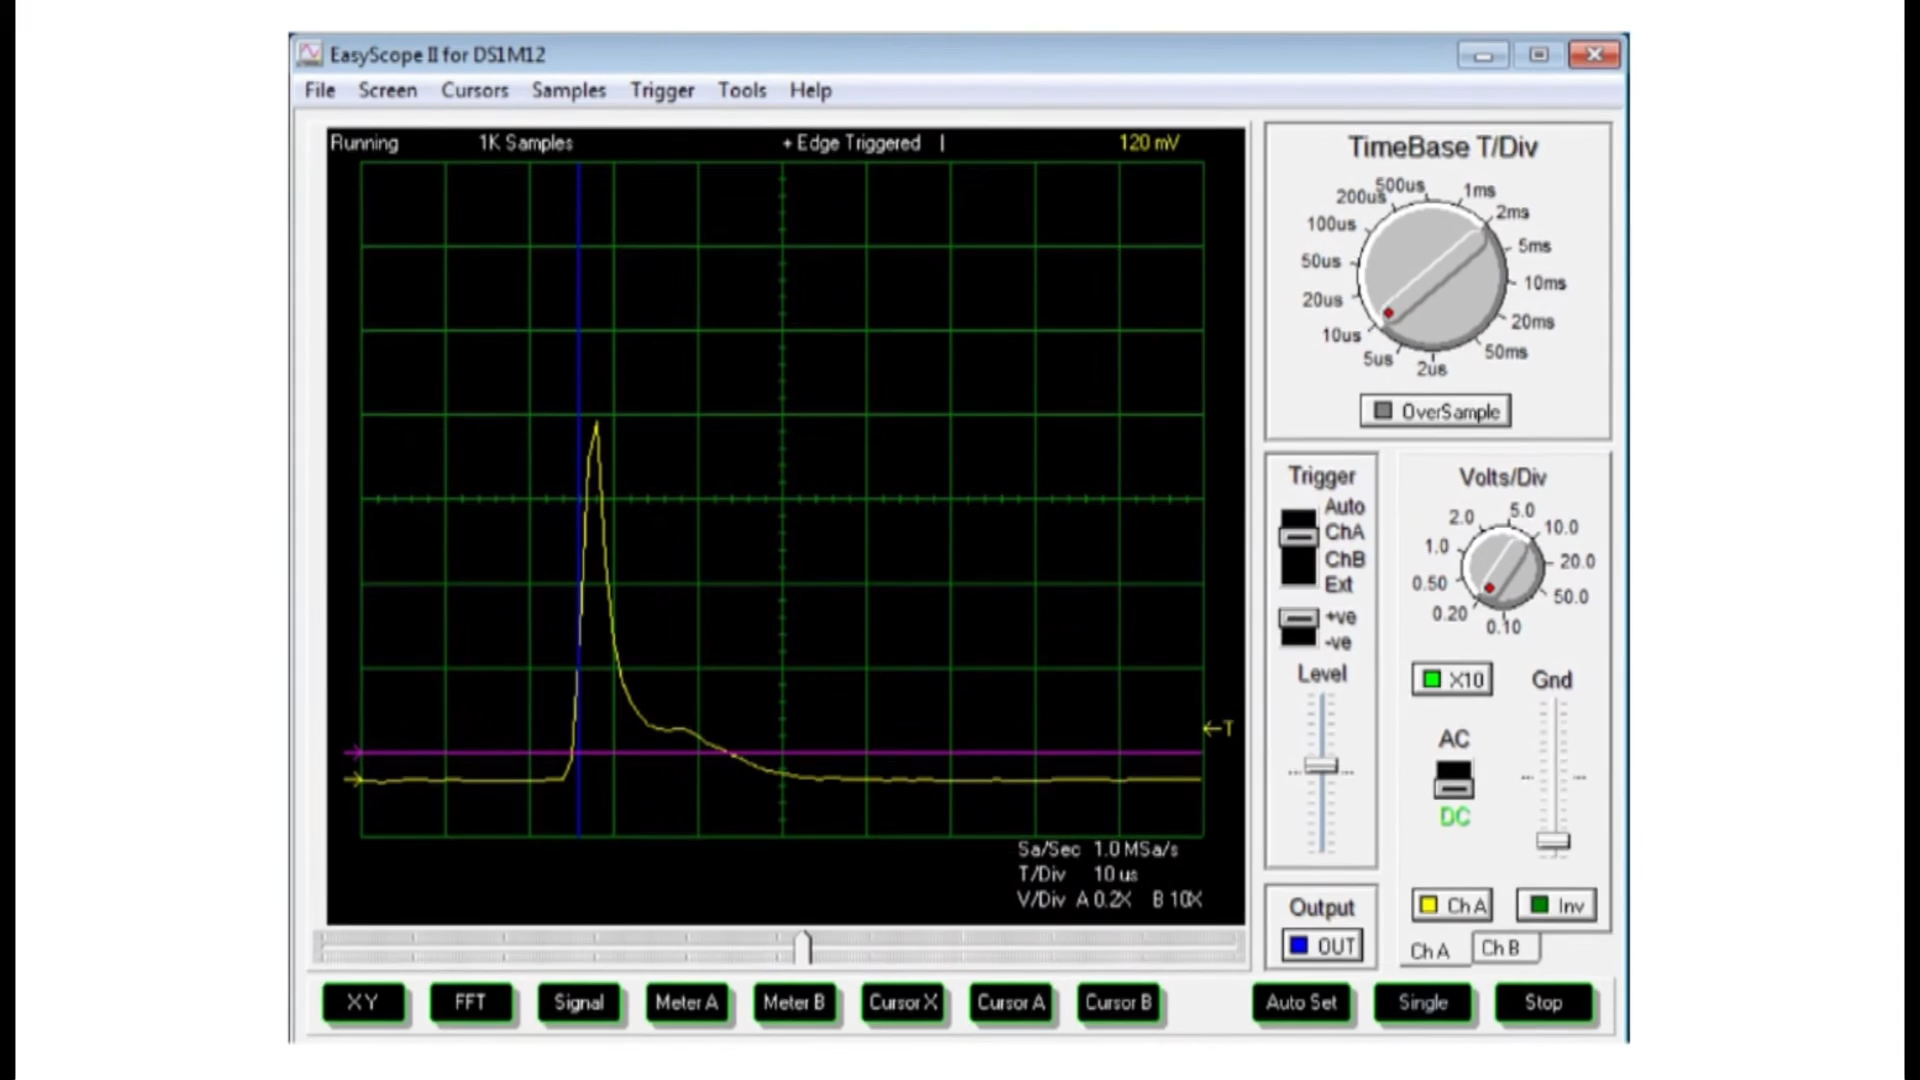 EasyScope II for DS1M12
File Screen Cursors Samples Trigger Tools Help
Running 1K Samples + Edge Triggered | 120 mV
T
Sa/Sec 1.0 MSa/s
T/Div 10 us
V/Div A 0.2X B 10X
TimeBase T/Div
500us 1ms
200us 2ms
100us 5ms
50us 10ms
20us 20ms
10us 50ms
5us 2us
OverSample
Trigger
Auto
ChA
ChB
Ext
+ve
-ve
Level
Output
OUT
Volts/Div
2.0 5.0 10.0
1.0 20.0
0.50 50.0
0.20 0.10
X10 Gnd
AC
DC
Ch A Inv
Ch A Ch B
X Y FFT Signal Meter A Meter B Cursor X Cursor A Cursor B Auto Set Single Stop